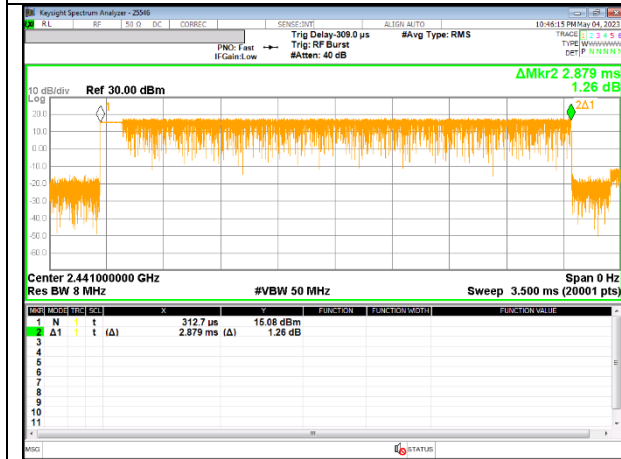 Keysight Spectrum Analyzer - Z5546
RL RF 50 Ω DC CORREC SENSE:INT ALIGN AUTO 10:46:15 PM May 04, 2023
Trig Delay-309.0 µs #Avg Type: RMS TRACE 1 2 3 4 5 6
PNO: Fast Trig: RF Burst TYPE WWWWWW
IFGain:Low #Atten: 40 dB DET P NNNNN
ΔMkr2 2.879 ms
10 dB/div Ref 30.00 dBm 1.26 dB
Log
1 2Δ1
20.0
10.0
0.00
-10.0
-20.0
-30.0
-40.0
-50.0
-60.0
Center 2.441000000 GHz Span 0 Hz
Res BW 8 MHz #VBW 50 MHz Sweep 3.500 ms (20001 pts)
MKR MODE TRC SCL X Y FUNCTION FUNCTION WIDTH FUNCTION VALUE
1 N 1 t 312.7 µs 15.08 dBm
2 Δ1 1 t (Δ) 2.879 ms (Δ) 1.26 dB
3
4
5
6
7
8
9
10
11
MSG STATUS